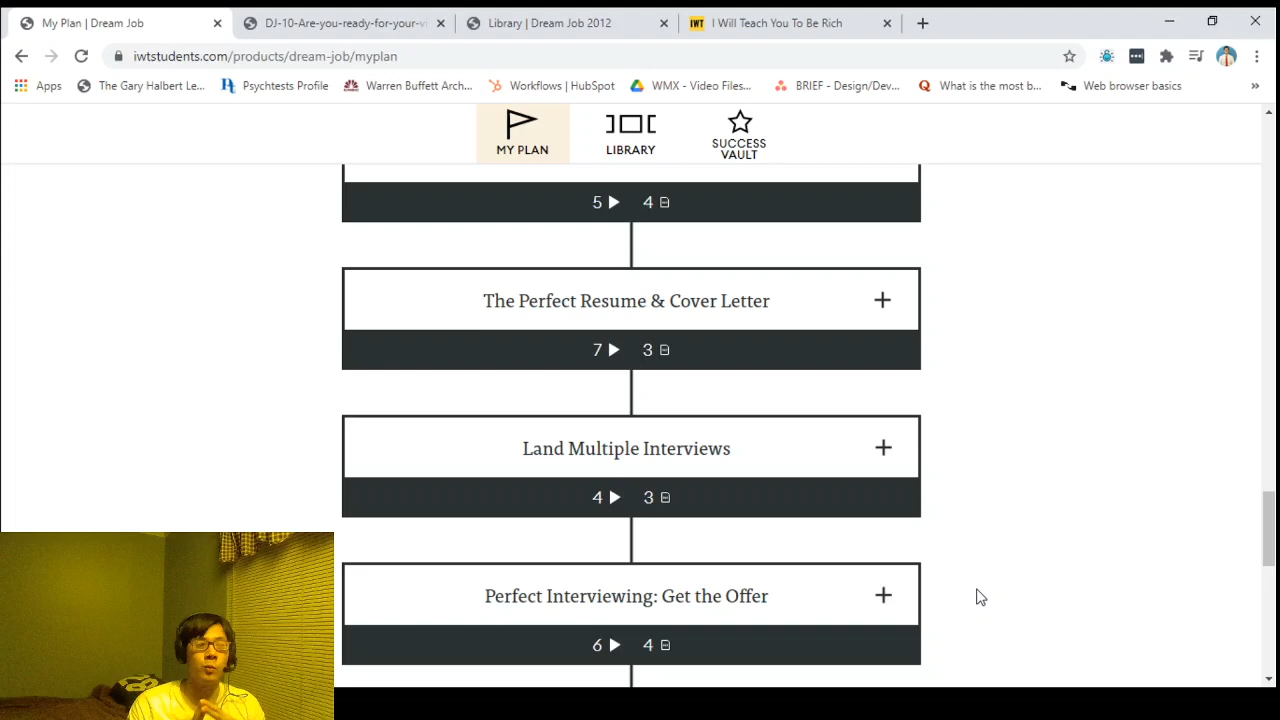 My Plan | Dream Job
DJ-10-Are-you-ready-for-your-vi
Library | Dream Job 2012
IWT I Will Teach You To Be Rich
iwtstudents.com/products/dream-job/myplan
Apps
The Gary Halbert Le...
Psychtests Profile
Warren Buffett Arch...
Workflows | HubSpot
WMX - Video Files...
BRIEF - Design/Dev...
What is the most b...
Web browser basics
MY PLAN
LIBRARY
SUCCESS
VAULT
5 4
The Perfect Resume & Cover Letter
7 3
Land Multiple Interviews
4 3
Perfect Interviewing: Get the Offer
6 4